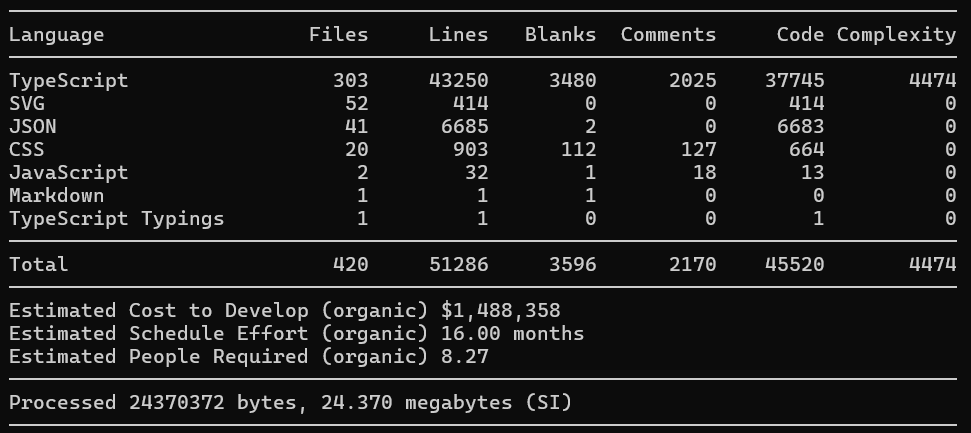 Language Files Lines Blanks Comments Code Complexity
TypeScript 303 43250 3480 2025 37745 4474
SVG 52 414 0 0 414 0
JSON 41 6685 2 0 6683 0
CSS 20 903 112 127 664 0
JavaScript 2 32 1 18 13 0
Markdown 1 1 1 0 0 0
TypeScript Typings 1 1 0 0 1 0
Total 420 51286 3596 2170 45520 4474
Estimated Cost to Develop (organic) $1,488,358
Estimated Schedule Effort (organic) 16.00 months
Estimated People Required (organic) 8.27
Processed 24370372 bytes, 24.370 megabytes (SI)